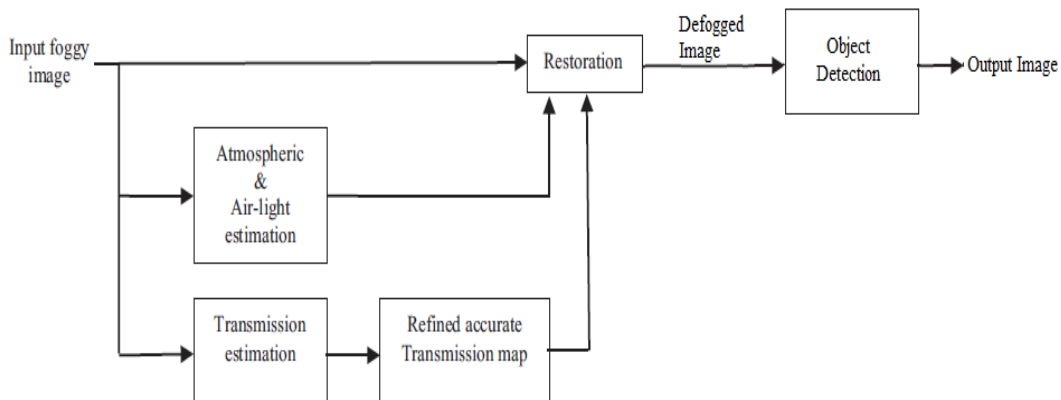 Input foggy
image
Restoration
Defogged
Image
Object
Detection
Output Image
Atmospheric
&
Air-light
estimation
Transmission
estimation
Refined accurate
Transmission map